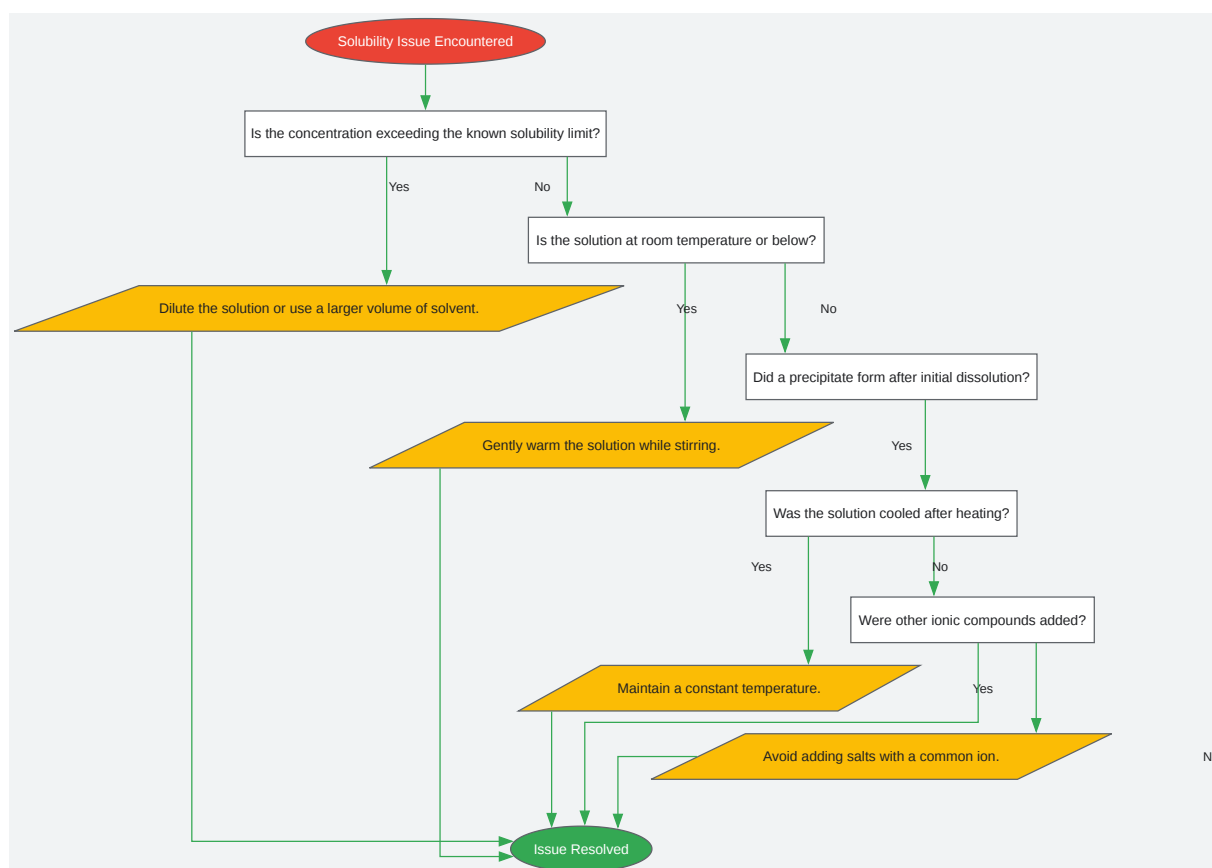 Solubility Issue Encountered
Is the concentration exceeding the known solubility limit?
Yes
No
Is the solution at room temperature or below?
Dilute the solution or use a larger volume of solvent.
Yes
No
Did a precipitate form after initial dissolution?
Gently warm the solution while stirring.
Yes
Was the solution cooled after heating?
Yes
No
Were other ionic compounds added?
Maintain a constant temperature.
Yes
Avoid adding salts with a common ion.
N
Issue Resolved